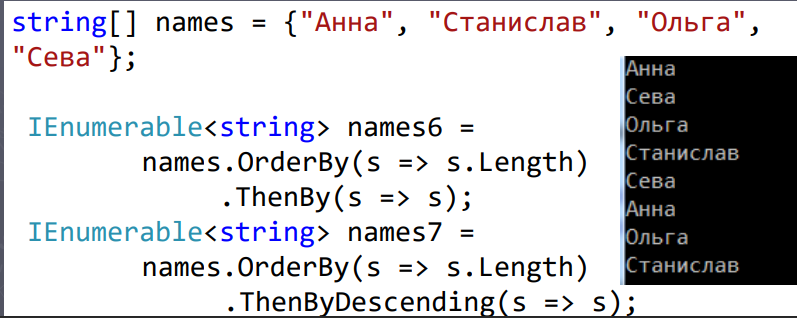 string[] names = {"Анна", "Станислав", "Ольга",
"Сева"};
IEnumerable<string> names6 =
names.OrderBy(s => s.Length)
.ThenBy(s => s);
IEnumerable<string> names7 =
names.OrderBy(s => s.Length)
.ThenByDescending(s => s);
Анна
Сева
Ольга
Станислав
Сева
Анна
Ольга
Станислав